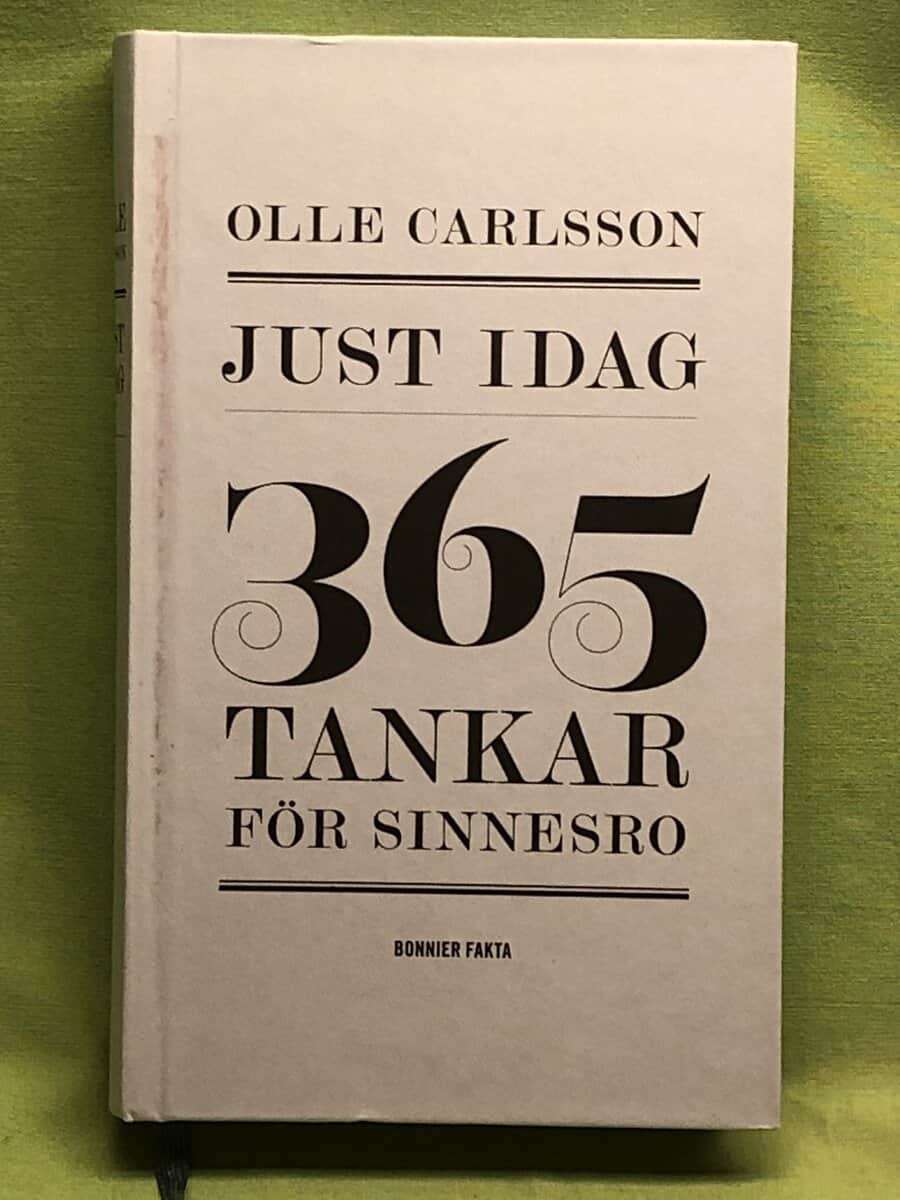 OLLE CARLSSON
JUST IDAG
365
TANKAR
FÖR SINNESRO
BONNIER FAKTA